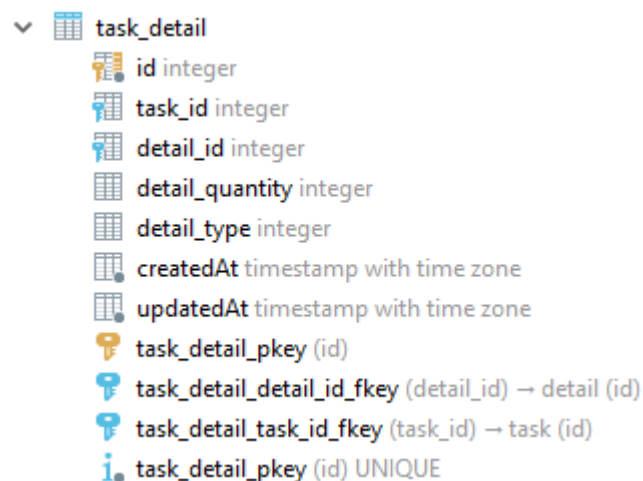 task_detail
id integer
task_id integer
detail_id integer
detail_quantity integer
detail_type integer
createdAt timestamp with time zone
updatedAt timestamp with time zone
task_detail_pkey (id)
task_detail_detail_id_fkey (detail_id) → detail (id)
task_detail_task_id_fkey (task_id) → task (id)
task_detail_pkey (id) UNIQUE